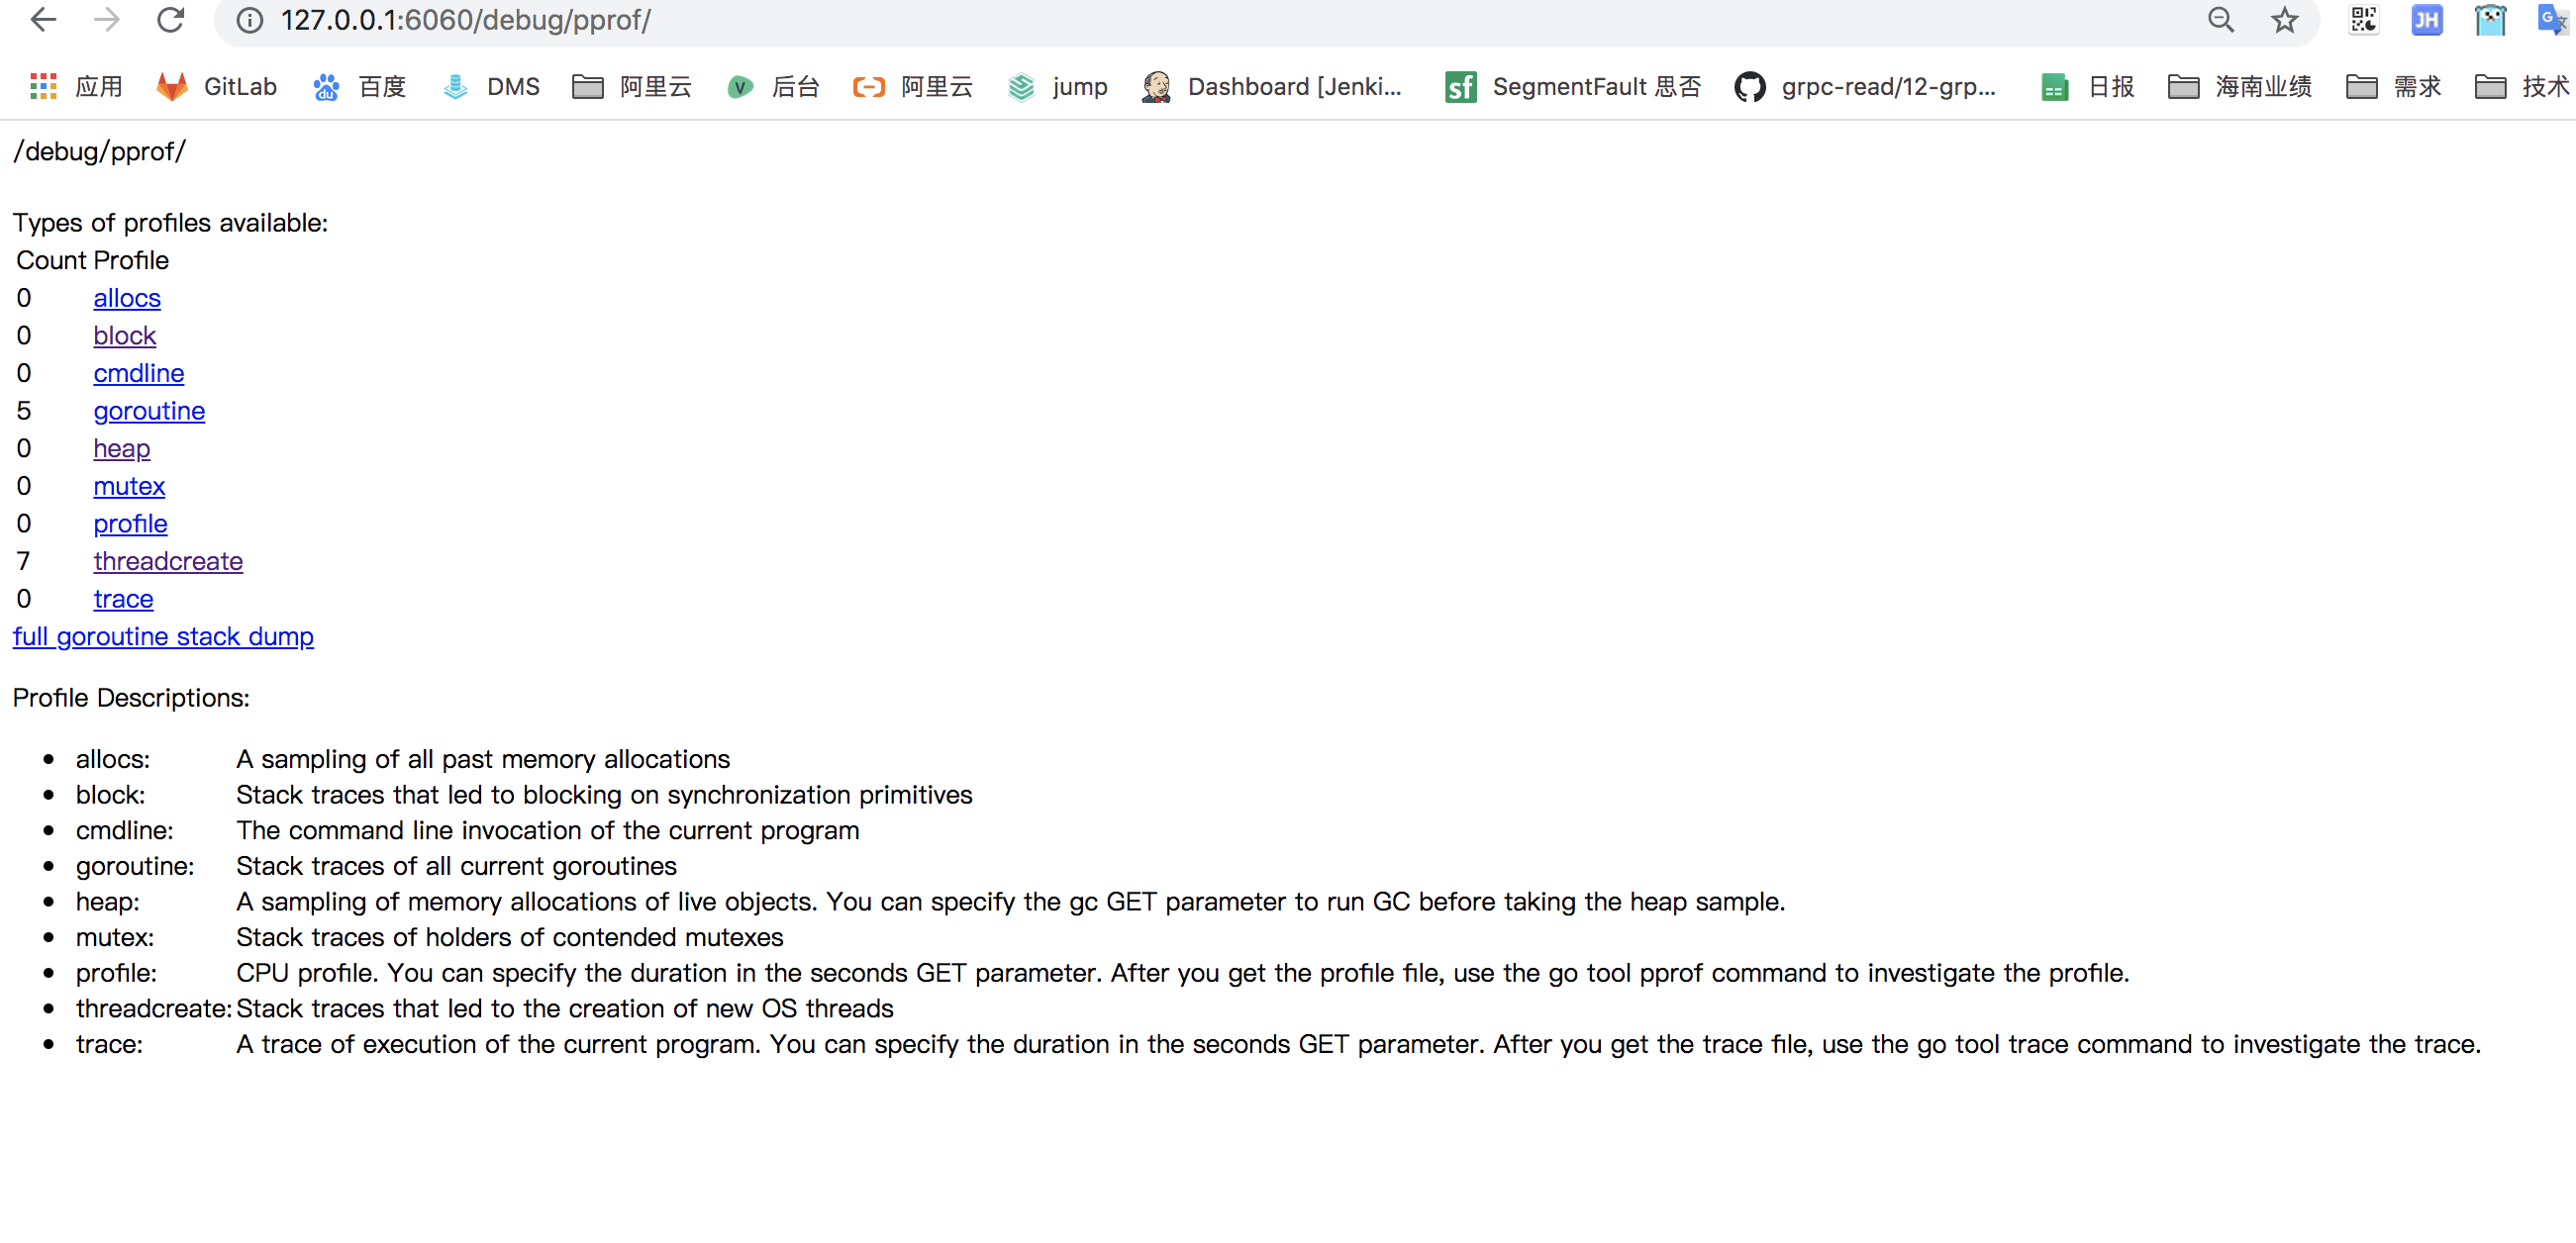 127.0.0.1:6060/debug/pprof/
应用 GitLab 百度 DMS 阿里云 后台 阿里云 jump Dashboard [Jenki... SegmentFault 思否 grpc-read/12-grp... 日报 海南业绩 需求 技术
/debug/pprof/
Types of profiles available:
Count Profile
0 allocs
0 block
0 cmdline
5 goroutine
0 heap
0 mutex
0 profile
7 threadcreate
0 trace
full goroutine stack dump
Profile Descriptions:
• allocs: A sampling of all past memory allocations
• block: Stack traces that led to blocking on synchronization primitives
• cmdline: The command line invocation of the current program
• goroutine: Stack traces of all current goroutines
• heap: A sampling of memory allocations of live objects. You can specify the gc GET parameter to run GC before taking the heap sample.
• mutex: Stack traces of holders of contended mutexes
• profile: CPU profile. You can specify the duration in the seconds GET parameter. After you get the profile file, use the go tool pprof command to investigate the profile.
• threadcreate: Stack traces that led to the creation of new OS threads
• trace: A trace of execution of the current program. You can specify the duration in the seconds GET parameter. After you get the trace file, use the go tool trace command to investigate the trace.